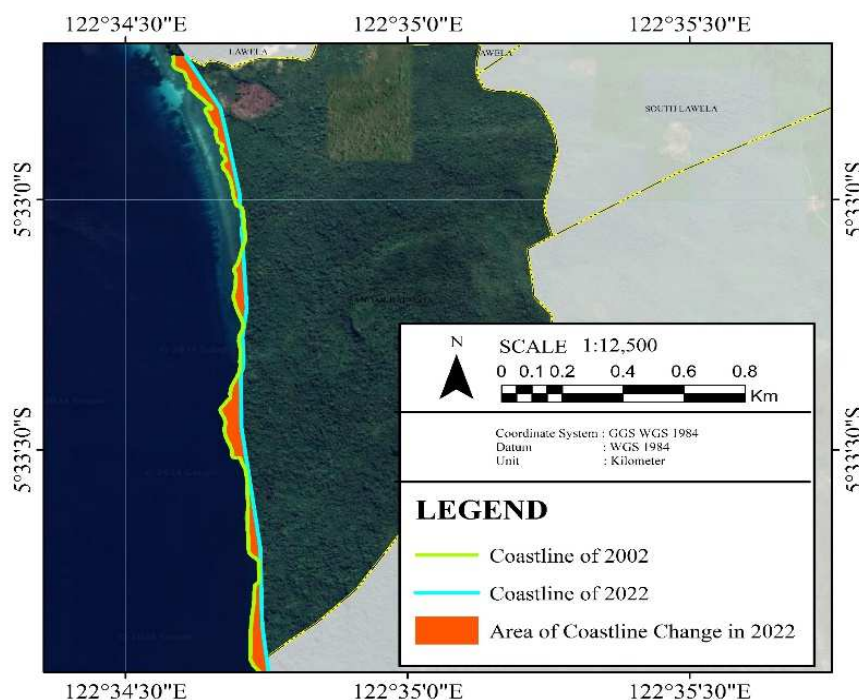 122°34'30"E 122°35'0"E 122°35'30"E
LAWELA
LAWELA
SOUTH LAWELA
5°33'0"S 5°33'0"S
N
SCALE 1:12,500
0 0.1 0.2 0.4 0.6 0.8
Km
Coordinate System : GGS WGS 1984
Datum : WGS 1984
Unit : Kilometer
5°33'30"S 5°33'30"S
LEGEND
Coastline of 2002
Coastline of 2022
Area of Coastline Change in 2022
122°34'30"E 122°35'0"E 122°35'30"E